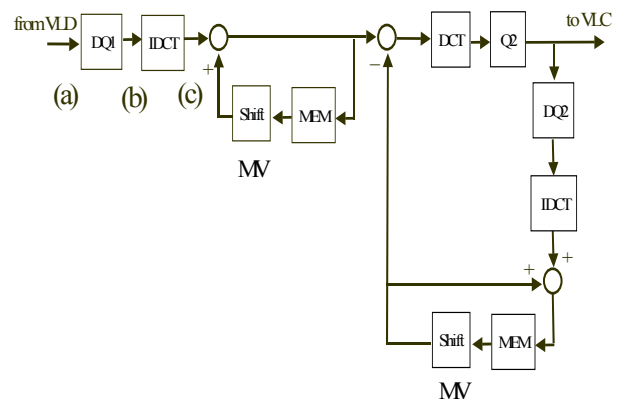 from VLD
to VLC
DQ1
IDCT
DCT
Q2
(a)
(b)
(c)
+
−
Shift
MEM
DQ2
MV
IDCT
+
+
Shift
MEM
MV